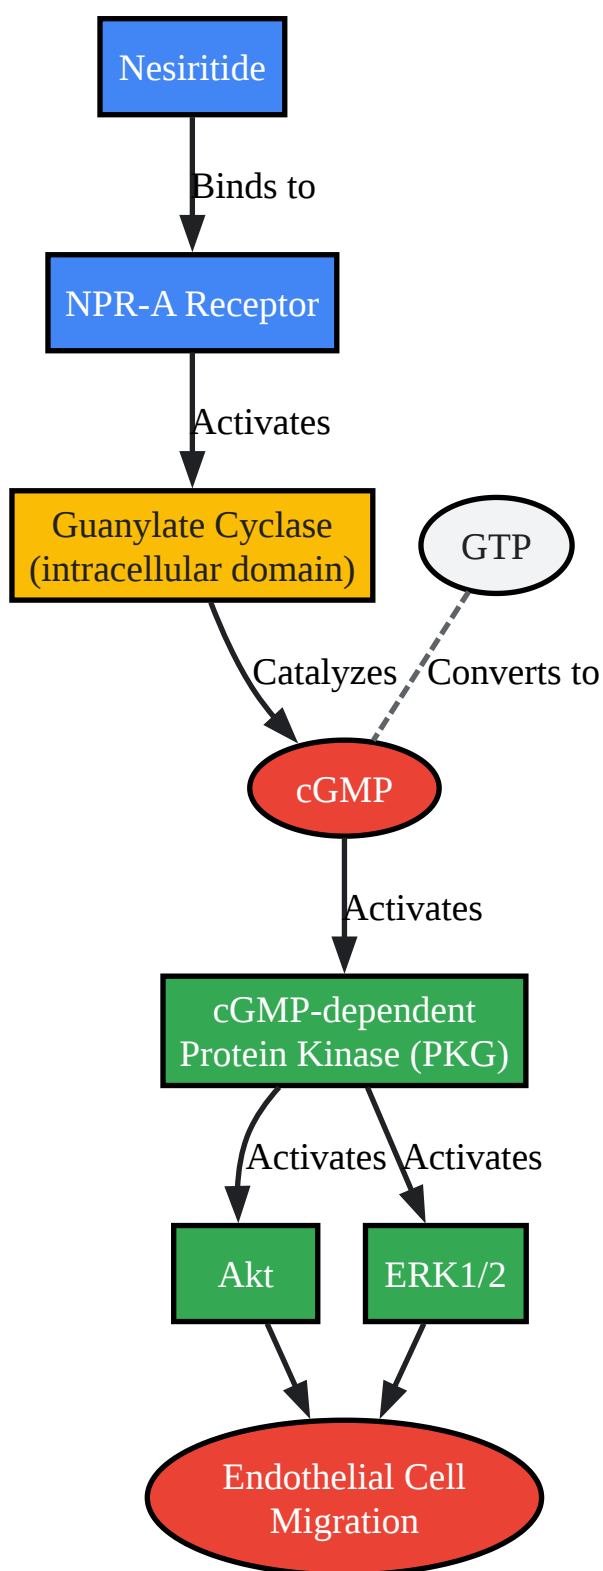 Nesiritide
Binds to
NPR-A Receptor
Activates
Guanylate Cyclase
(intracellular domain)
GTP
Catalyzes
Converts to
cGMP
Activates
cGMP-dependent
Protein Kinase (PKG)
Activates
Activates
Akt
ERK1/2
Endothelial Cell
Migration